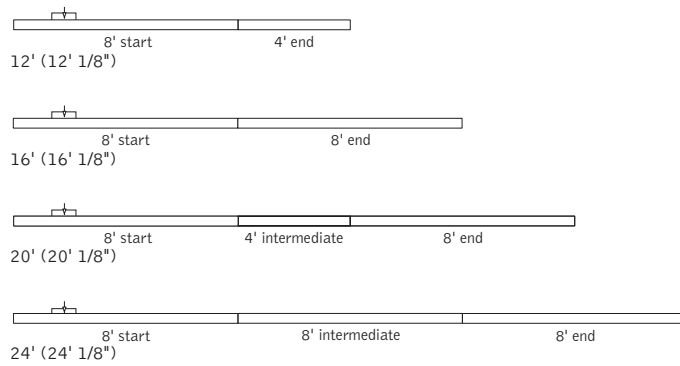 8' start 4' end
12' (12' 1/8")
8' start 8' end
16' (16' 1/8")
8' start 4' intermediate 8' end
20' (20' 1/8")
8' start 8' intermediate 8' end
24' (24' 1/8")